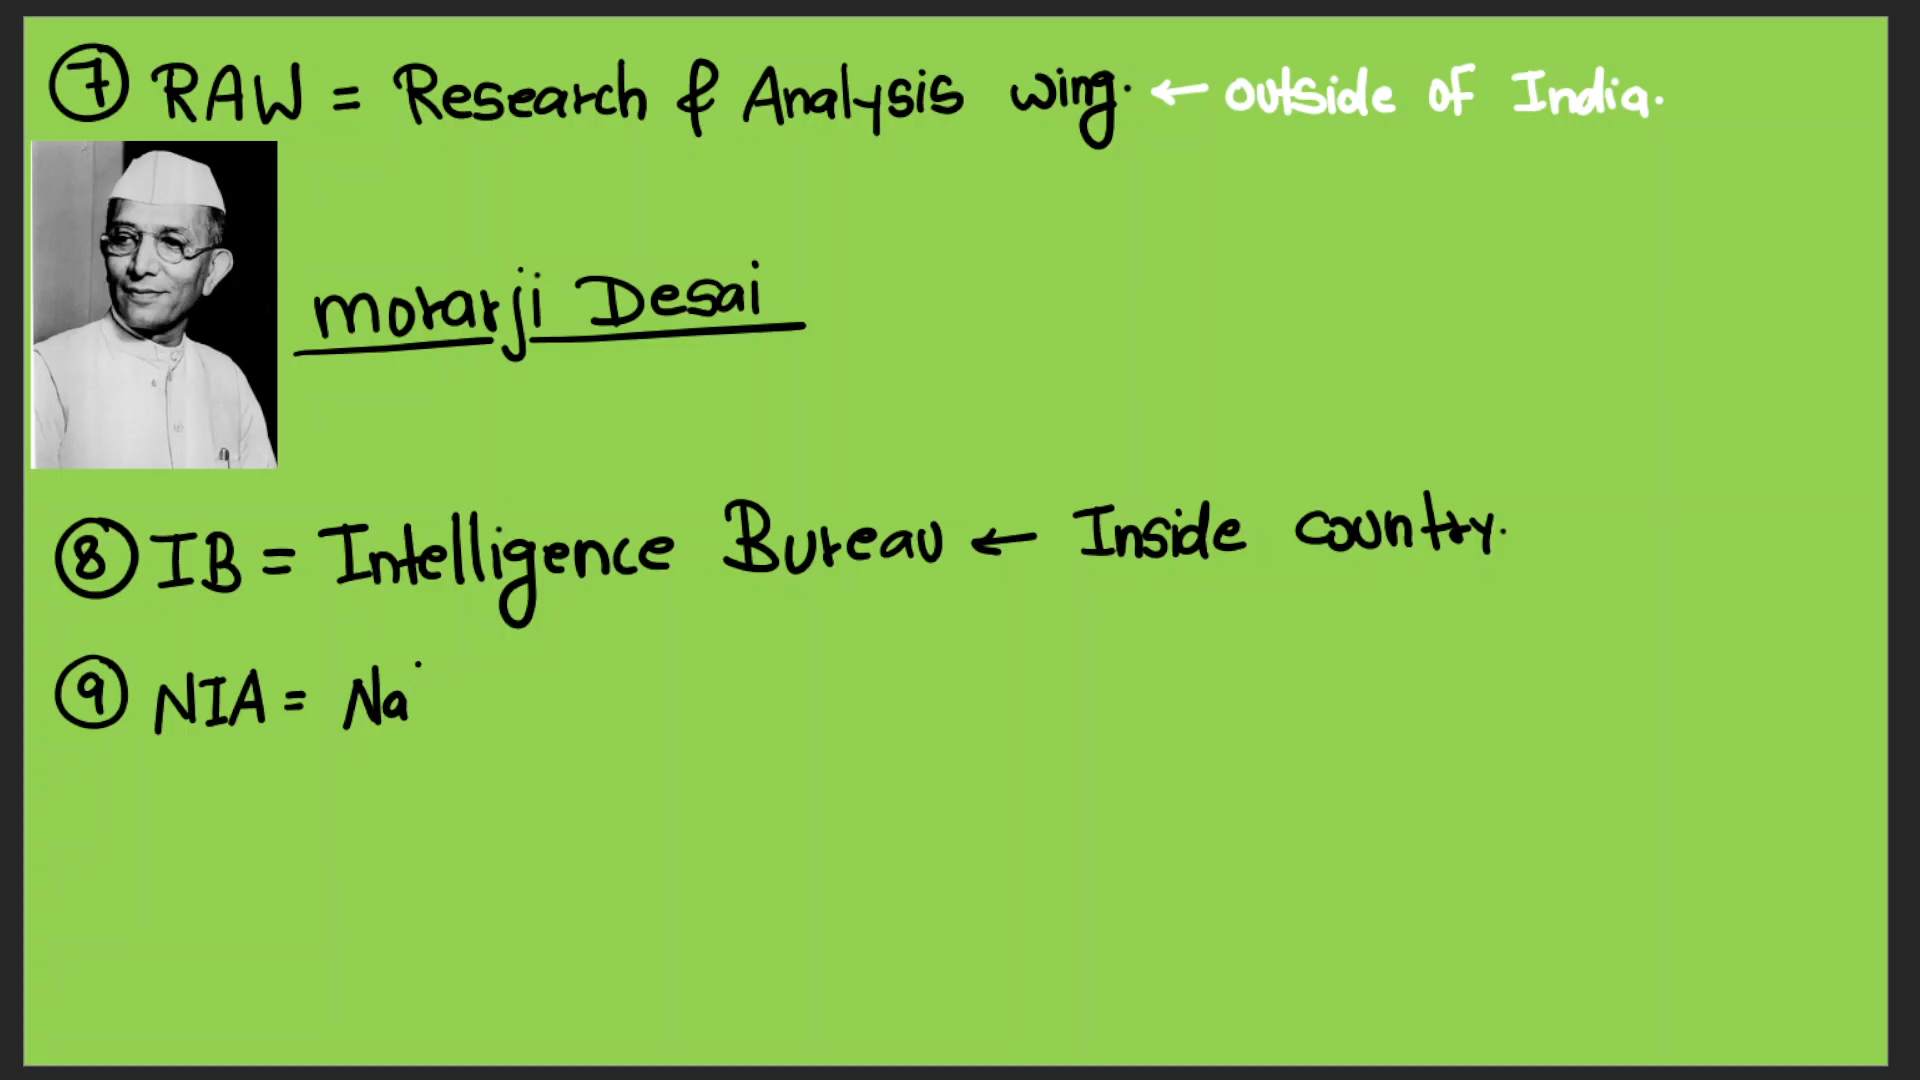 7 RAW = Research & Analysis wing. ← outside of India.
morarji Desai
8 IB = Intelligence Bureau ← Inside country.
9 NIA = Na